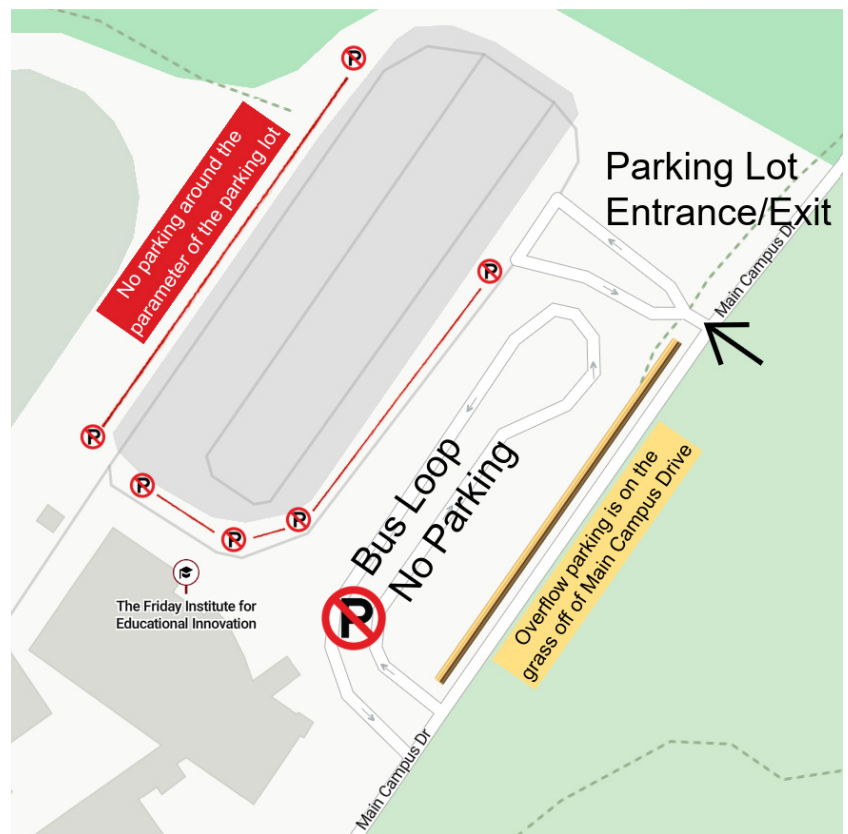 No parking around the
parameter of the parking lot
Parking Lot
Entrance/Exit
Main Campus Dr
Bus Loop
No Parking
Overflow parking is on the
grass off of Main Campus Drive
The Friday Institute for
Educational Innovation
Main Campus Dr
P
P
P
P
P
P
P